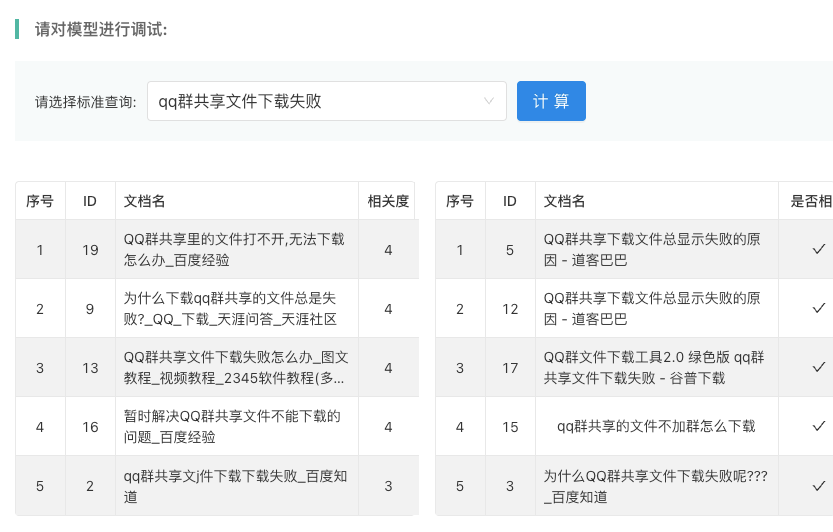 请对模型进行调试:
请选择标准查询: qq群共享文件下载失败 计 算
序号 ID 文档名 相关度
1 19 QQ群共享里的文件打不开,无法下载
怎么办_百度经验 4
2 9 为什么下载qq群共享的文件总是失
败?_QQ_下载_天涯问答_天涯社区 4
3 13 QQ群共享文件下载失败怎么办_图文
教程_视频教程_2345软件教程(多... 4
4 16 暂时解决QQ群共享文件不能下载的
问题_百度经验 4
5 2 qq群共享文j件下载下载失败_百度知
道 3
序号 ID 文档名 是否相
1 5 QQ群共享下载文件总显示失败的原
因 - 道客巴巴
2 12 QQ群共享下载文件总显示失败的原
因 - 道客巴巴
3 17 QQ群文件下载工具2.0 绿色版 qq群
共享文件下载失败 - 谷普下载
4 15 qq群共享的文件不加群怎么下载
5 3 为什么QQ群共享文件下载失败呢???
_百度知道